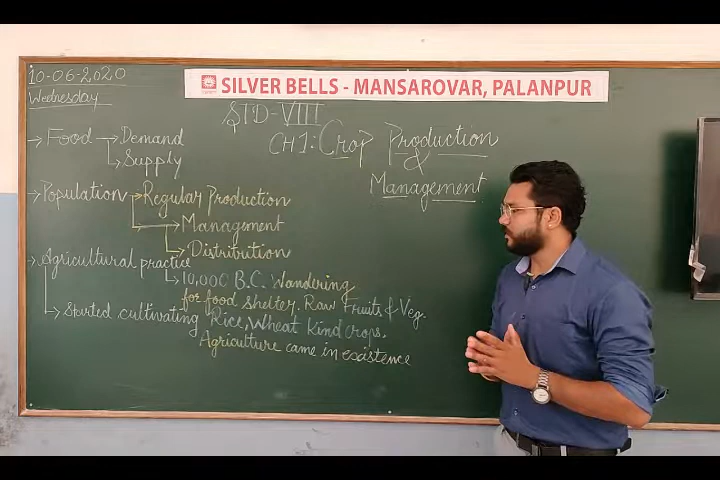 10-06-2020
Wednesday
SILVER BELLS - MANSAROVAR, PALANPUR
STD-VIII
CH1: Crop Production
&
Management
→ Food → Demand
→ Supply
→ Population → Regular Production
→ Management
→ Distribution
→ Agricultural practice
→ 10,000 B.C. Wandering
for food shelter. Raw Fruits & Veg.
→ Started cultivating Rice, Wheat Kind crops.
Agriculture came in existence